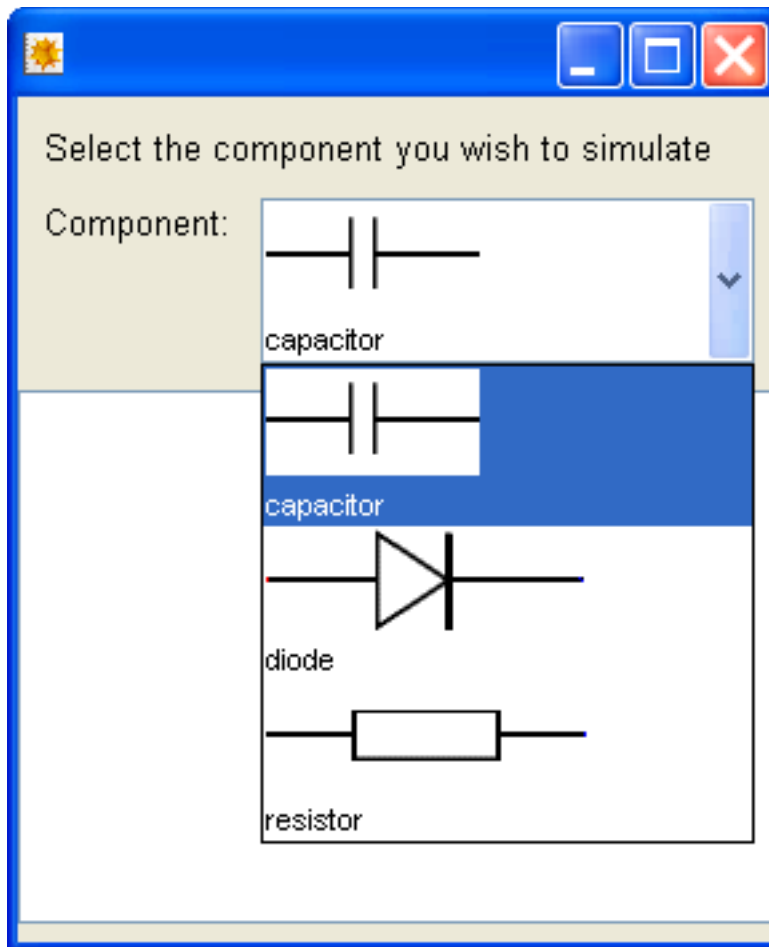 Select the component you wish to simulate
Component:
capacitor
capacitor
diode
resistor